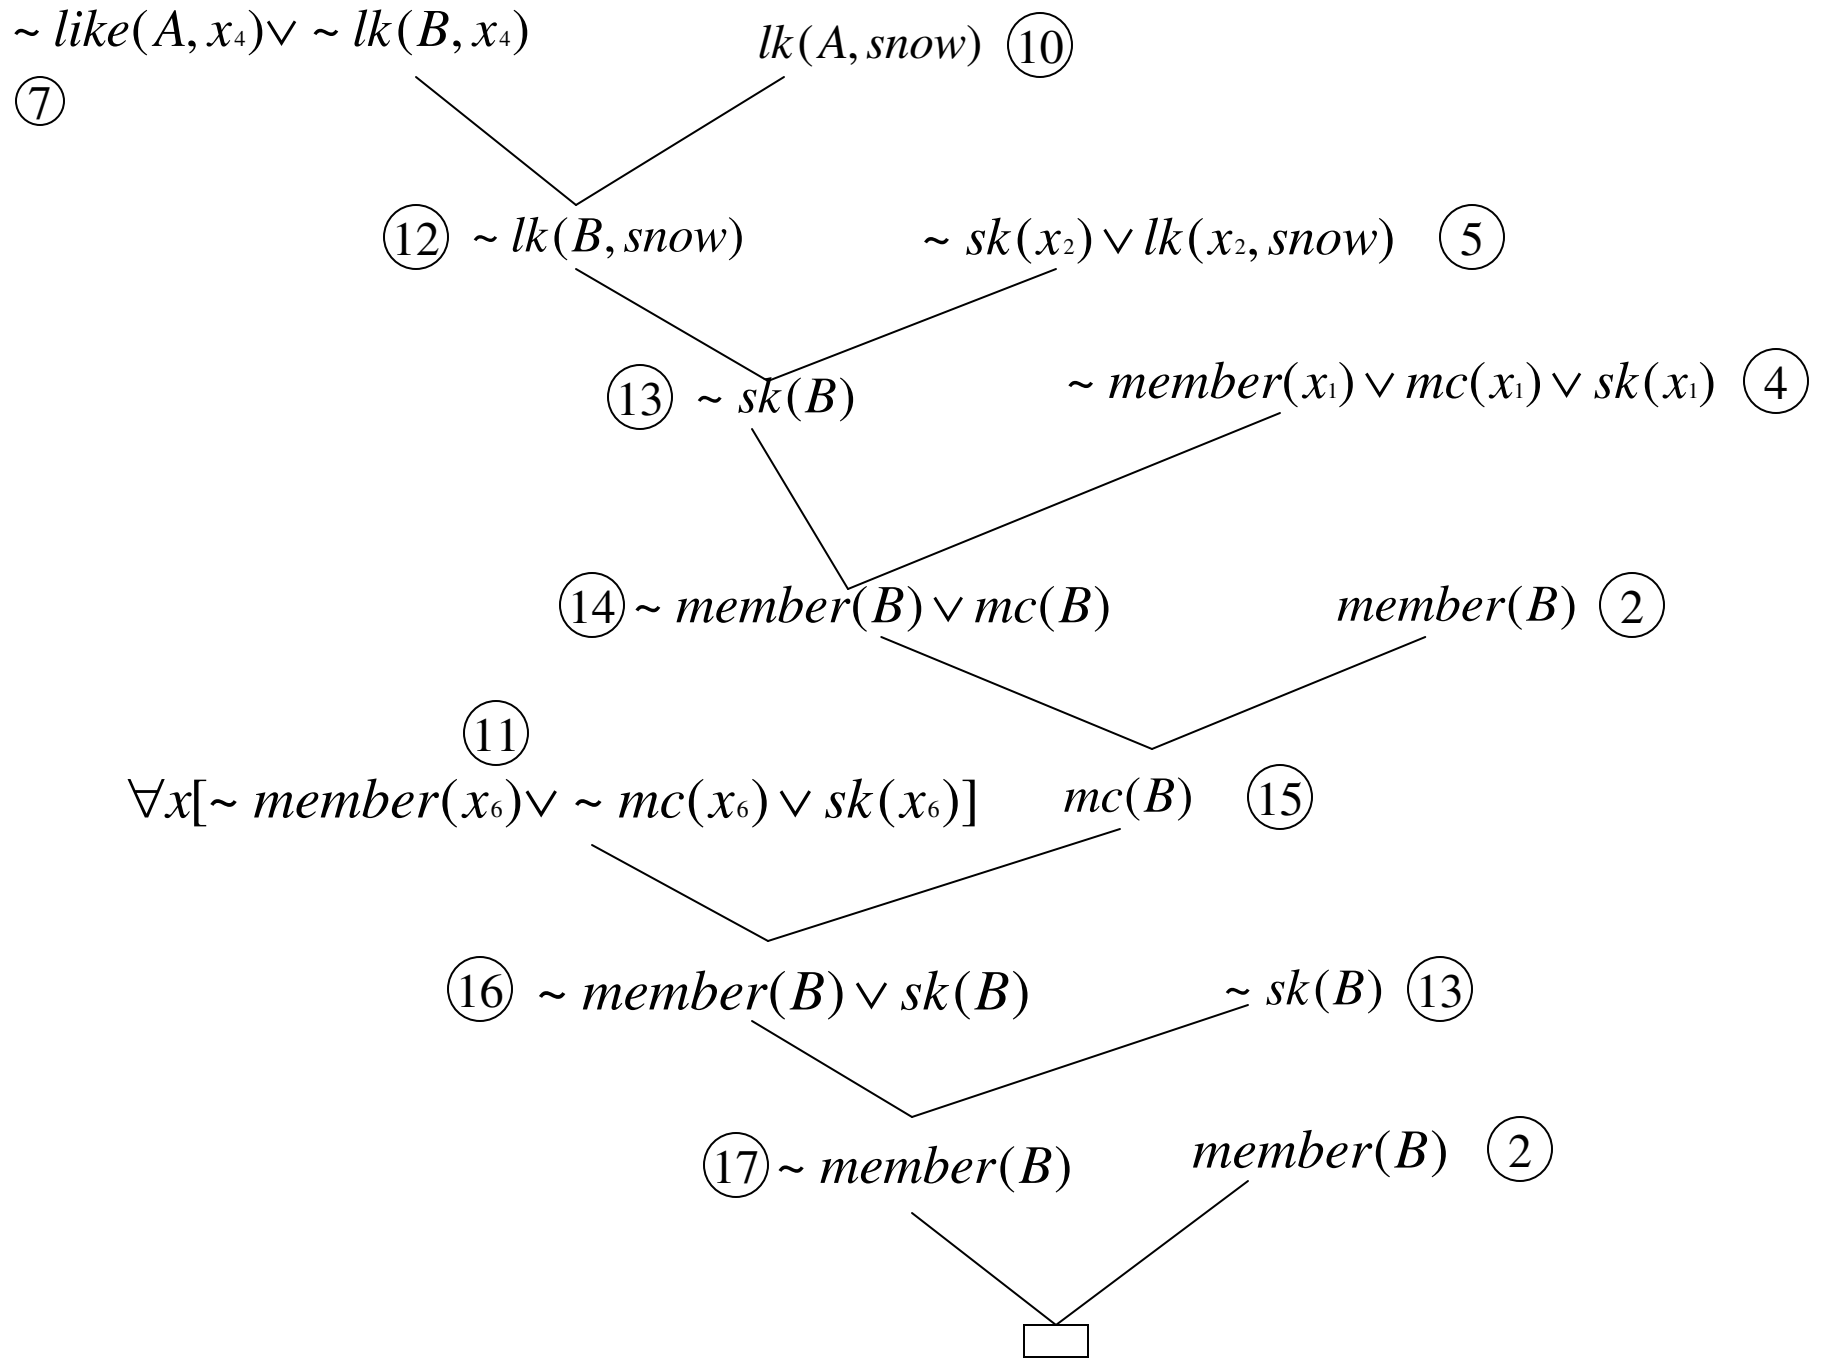 ~ like(A, x₄)∨ ~ lk(B, x₄) lk(A, snow) 10
7
12 ~ lk(B, snow) ~ sk(x₂) ∨ lk(x₂, snow) 5
13 ~ sk(B) ~ member(x₁) ∨ mc(x₁) ∨ sk(x₁) 4
14 ~ member(B) ∨ mc(B) member(B) 2
11
∀x[~ member(x₆)∨ ~ mc(x₆) ∨ sk(x₆)] mc(B) 15
16 ~ member(B) ∨ sk(B) ~ sk(B) 13
17 ~ member(B) member(B) 2